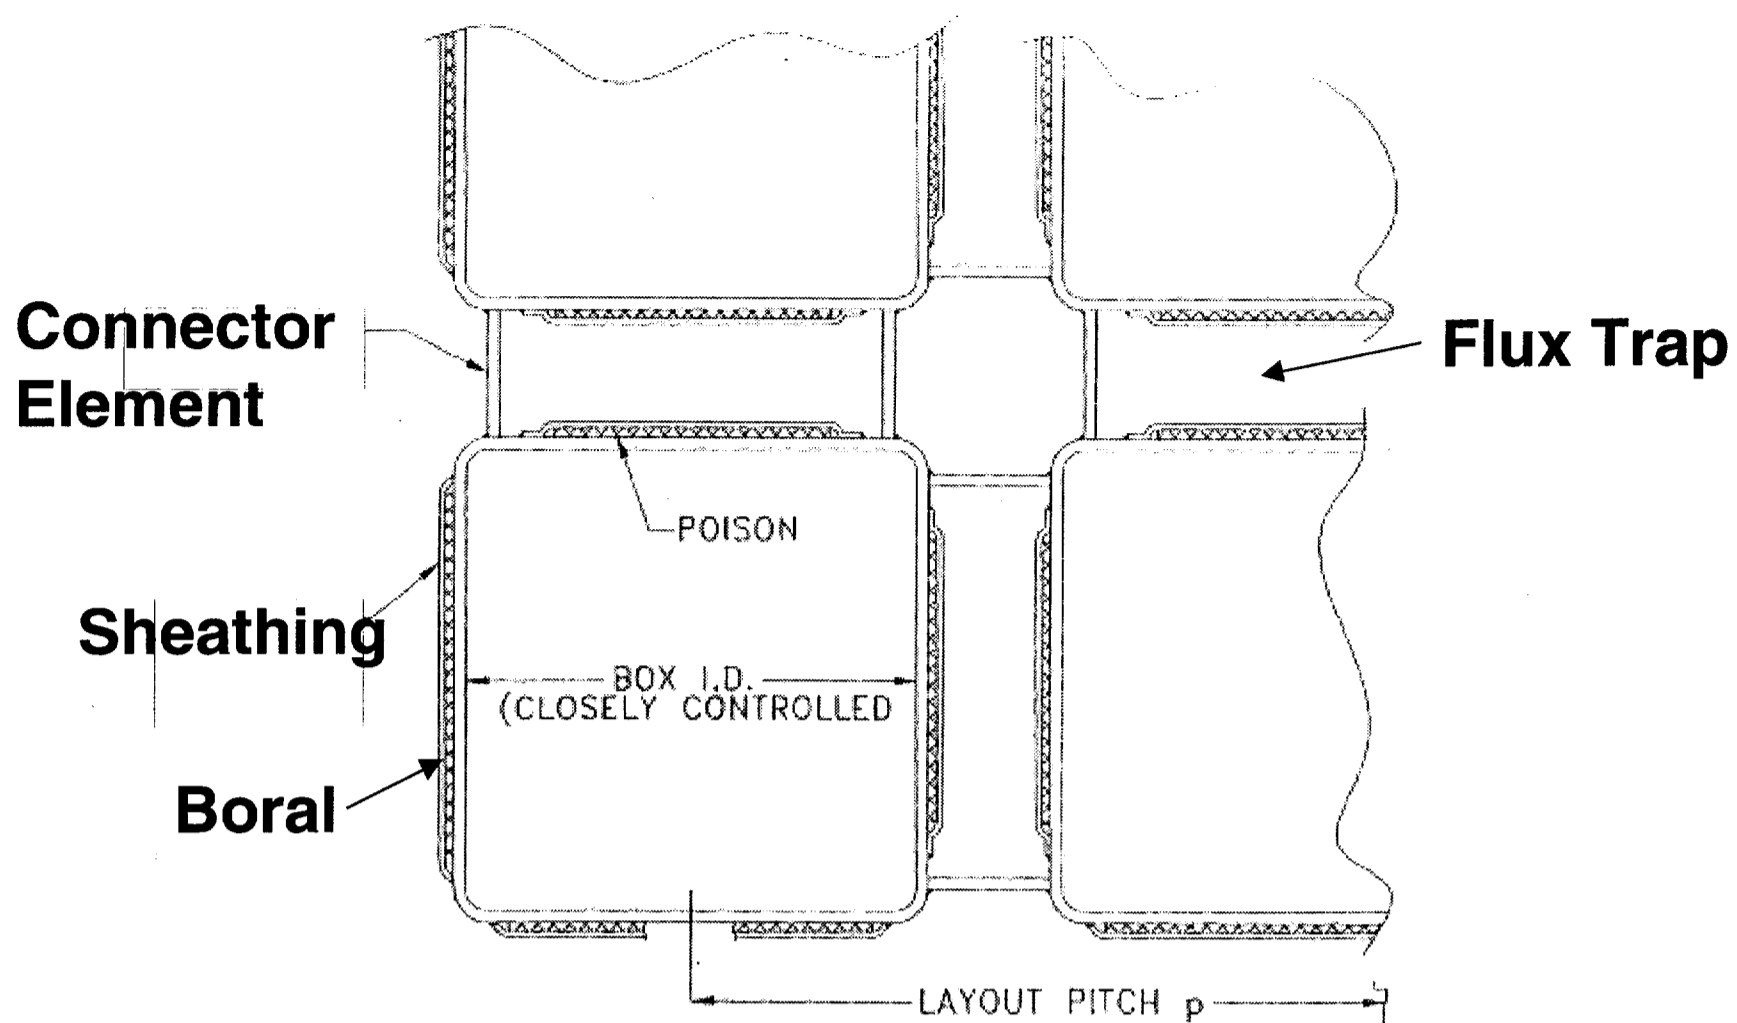 Connector
Element
Flux Trap
POISON
Sheathing
BOX I.D.
(CLOSELY CONTROLLED
Boral
LAYOUT PITCH p